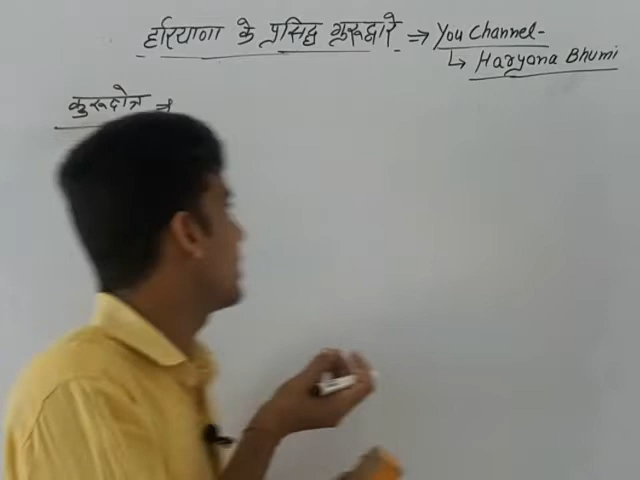 हरियाणा के प्रसिद्ध गुरुद्वारे ⇒ You Channel-
↳ Haryana Bhumi
कुरुक्षेत्र →